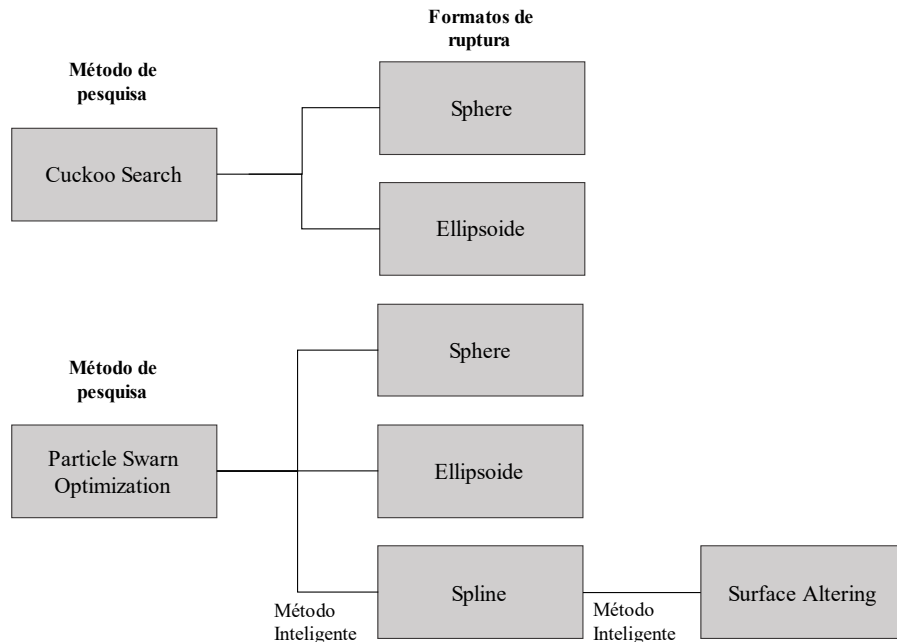 Formatos de
ruptura
Método de
pesquisa
Sphere
Cuckoo Search
Ellipsoide
Sphere
Método de
pesquisa
Particle Swarn
Optimization
Ellipsoide
Spline
Surface Altering
Método
Inteligente
Método
Inteligente